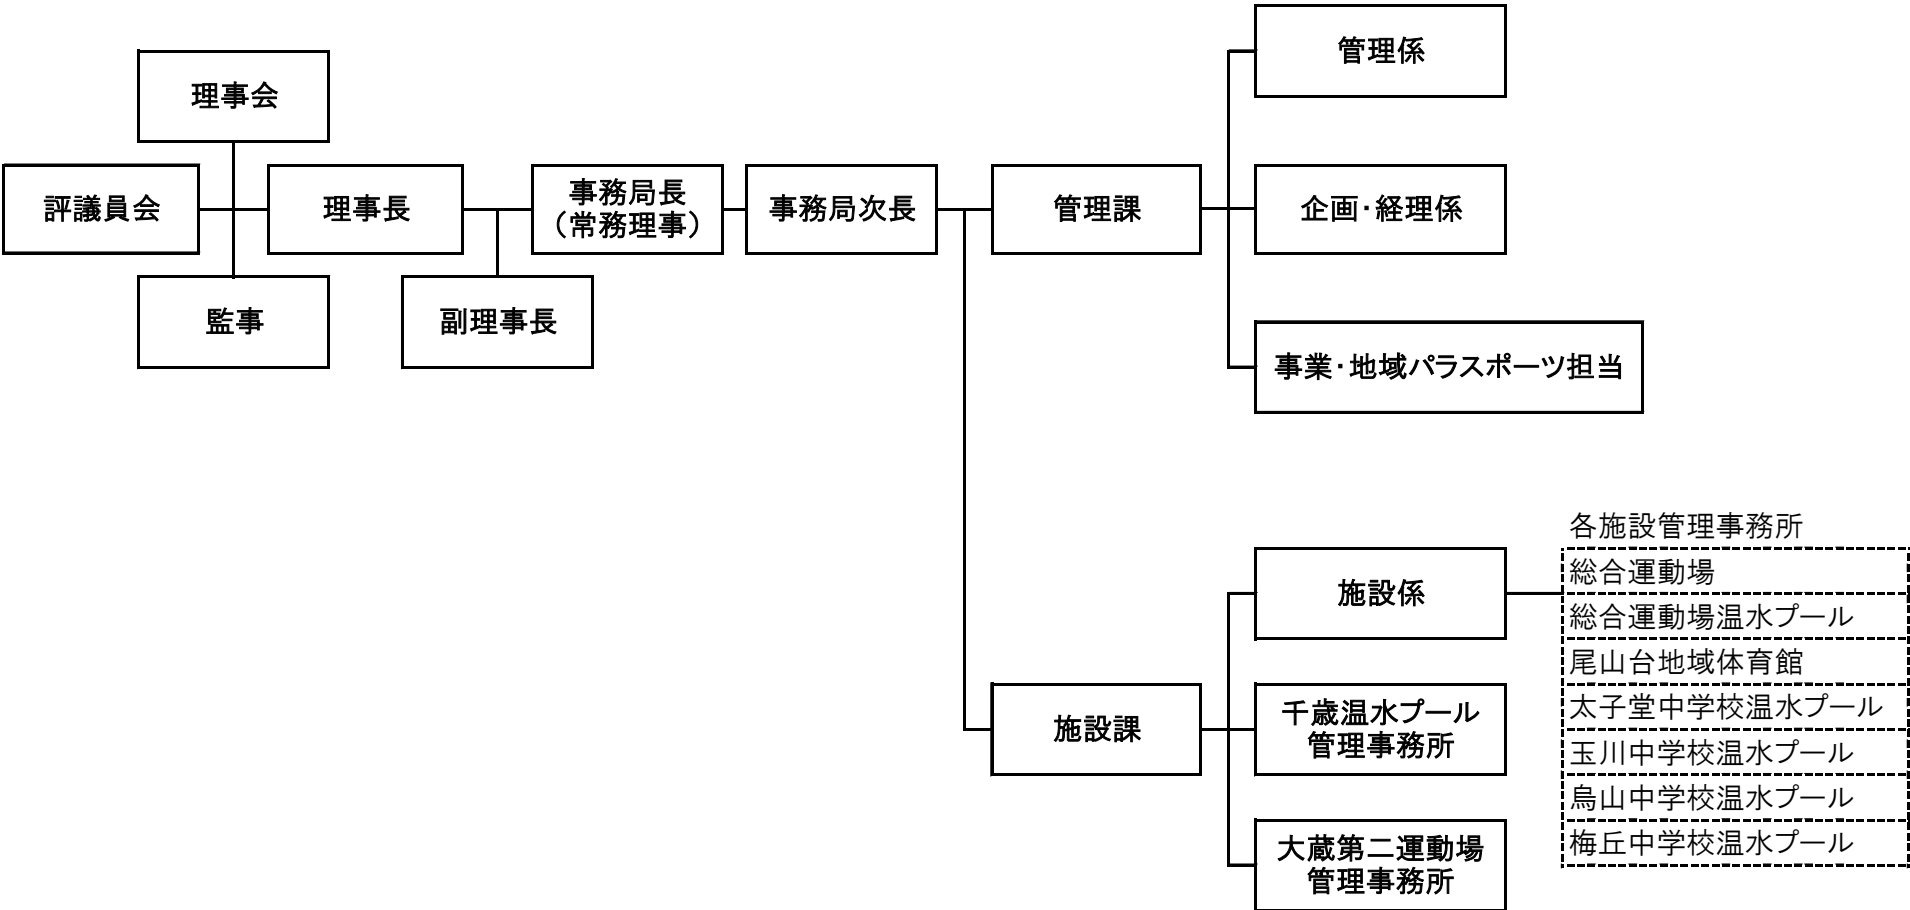 管理係
理事会
評議員会
理事長
事務局長
（常務理事）
事務局次長
管理課
企画・経理係
監事
副理事長
事業・地域パラスポーツ担当
各施設管理事務所
総合運動場
施設係
総合運動場温水プール
尾山台地域体育館
太子堂中学校温水プール
千歳温水プール
管理事務所
施設課
玉川中学校温水プール
烏山中学校温水プール
梅丘中学校温水プール
大蔵第二運動場
管理事務所